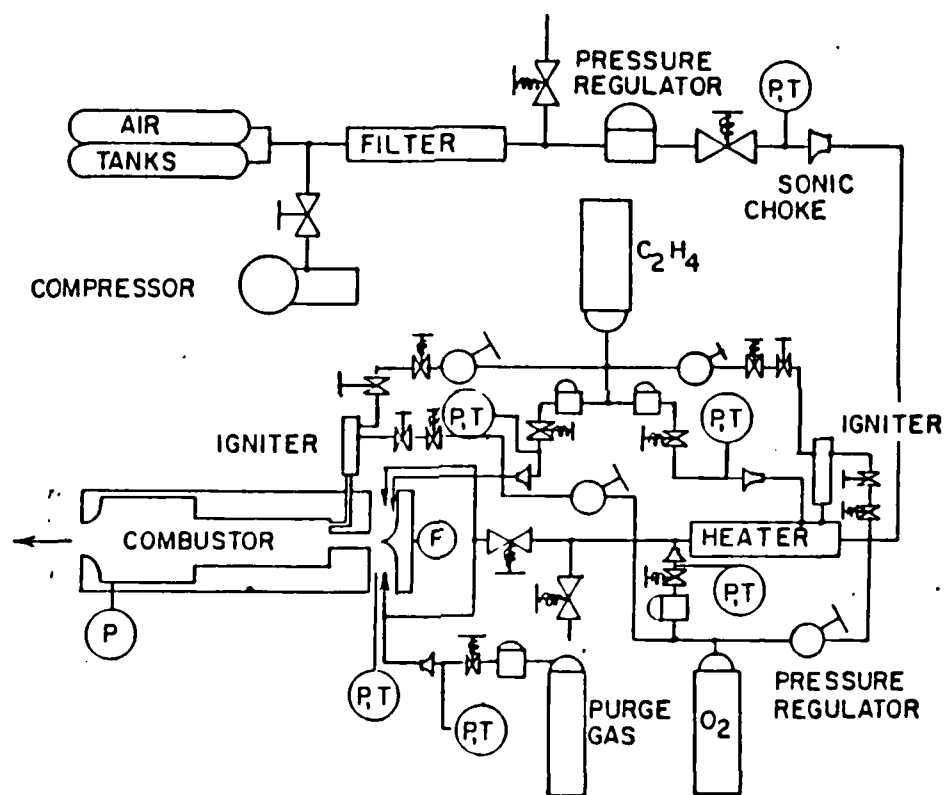 PRESSURE
REGULATOR
P,T
AIR
TANKS
FILTER
SONIC
CHOKE
C2H4
COMPRESSOR
P,T
P,T
IGNITER
IGNITER
COMBUSTOR
F
HEATER
P,T
P
P,T
P,T
PURGE
GAS
O2
PRESSURE
REGULATOR